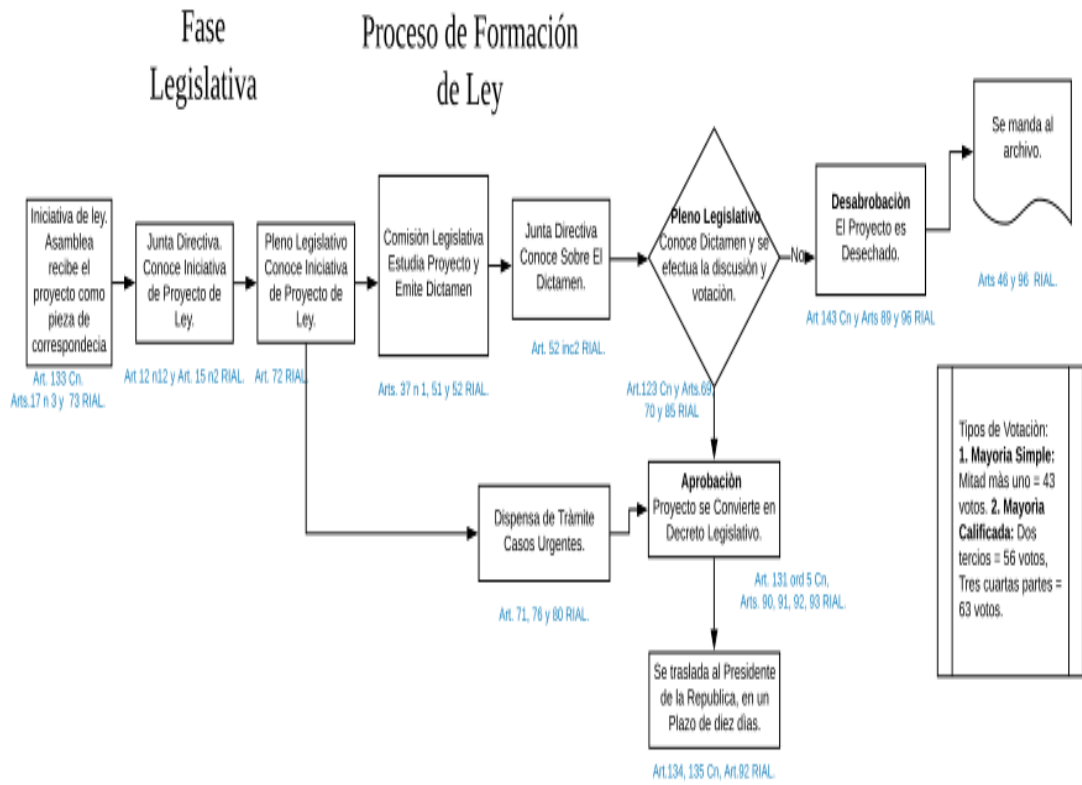 Fase
Legislativa
Proceso de Formación
de Ley
Iniciativa de ley.
Asamblea
recibe el
proyecto como
pieza de
correspondecia
Art. 133 Cn.
Arts.17 n 3 y 73 RIAL.
Junta Directiva.
Conoce Iniciativa
de Proyecto de
Ley.
Art 12 n12 y Art. 15 n2 RIAL.
Pleno Legislativo
Conoce Iniciativa
de Proyecto de
Ley.
Art. 72 RIAL.
Comisiòn Legislativa
Estudia Proyecto y
Emite Dictamen
Arts. 37 n 1, 51 y 52 RIAL.
Junta Directiva
Conoce Sobre El
Dictamen.
Art. 52 inc2 RIAL.
Pleno Legislativo
Conoce Dictamen y se
efectua la discusión y
votaciòn.
Art.123 Cn y Arts.69,
70 y 85 RIAL
No
Desabrobaciòn
El Proyecto es
Desechado.
Art 143 Cn y Arts 89 y 96 RIAL
Se manda al
archivo.
Arts 46 y 96 RIAL.
Dispensa de Tràmite
Casos Urgentes.
Art. 71, 76 y 80 RIAL.
Aprobaciòn
Proyecto se Convierte en
Decreto Legislativo.
Art. 131 ord 5 Cn,
Arts. 90, 91, 92, 93 RIAL.
Se traslada al Presidente
de la Republica, en un
Plazo de diez dìas.
Art.134, 135 Cn, Art.92 RIAL.
Tipos de Votaciòn:
1. Mayoria Simple:
Mitad màs uno = 43
votos. 2. Mayorìa
Calificada: Dos
tercios = 56 votos,
Tres cuartas partes =
63 votos.